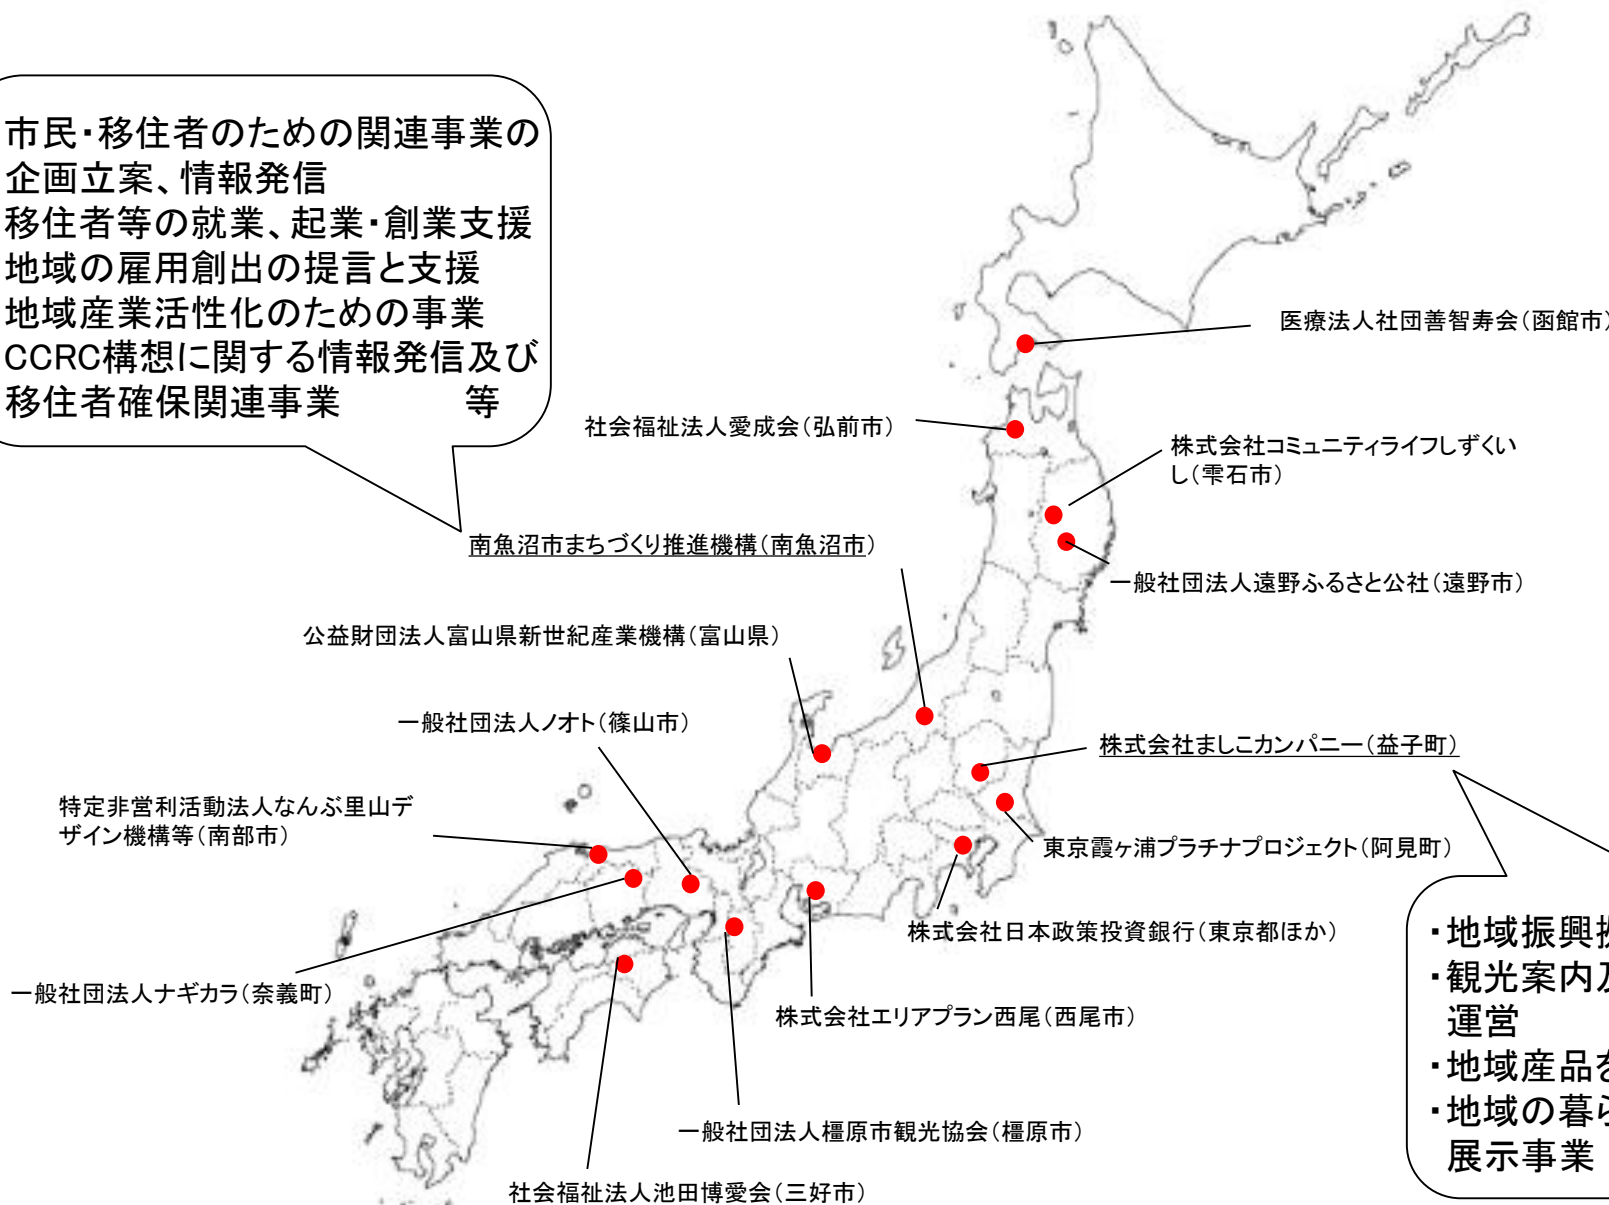 市民・移住者のための関連事業の
企画立案、情報発信
移住者等の就業、起業・創業支援
地域の雇用創出の提言と支援
地域産業活性化のための事業
CCRC構想に関する情報発信及び
移住者確保関連事業　　　等
医療法人社団善智寿会（函館市）
社会福祉法人愛成会（弘前市）
株式会社コミュニティライフしずくい
し（雫石市）
南魚沼市まちづくり推進機構（南魚沼市）
一般社団法人遠野ふるさと公社（遠野市）
公益財団法人富山県新世紀産業機構（富山県）
一般社団法人ノオト（篠山市）
株式会社ましこカンパニー（益子町）
特定非営利活動法人なんぶ里山デ
ザイン機構等（南部市）
東京霞ヶ浦プラチナプロジェクト（阿見町）
株式会社日本政策投資銀行（東京都ほか）
一般社団法人ナギカラ（奈義町）
株式会社エリアプラン西尾（西尾市）
一般社団法人橿原市観光協会（橿原市）
社会福祉法人池田博愛会（三好市）
・地域振興
・観光案内
運営
・地域産品
・地域の暮
展示事業